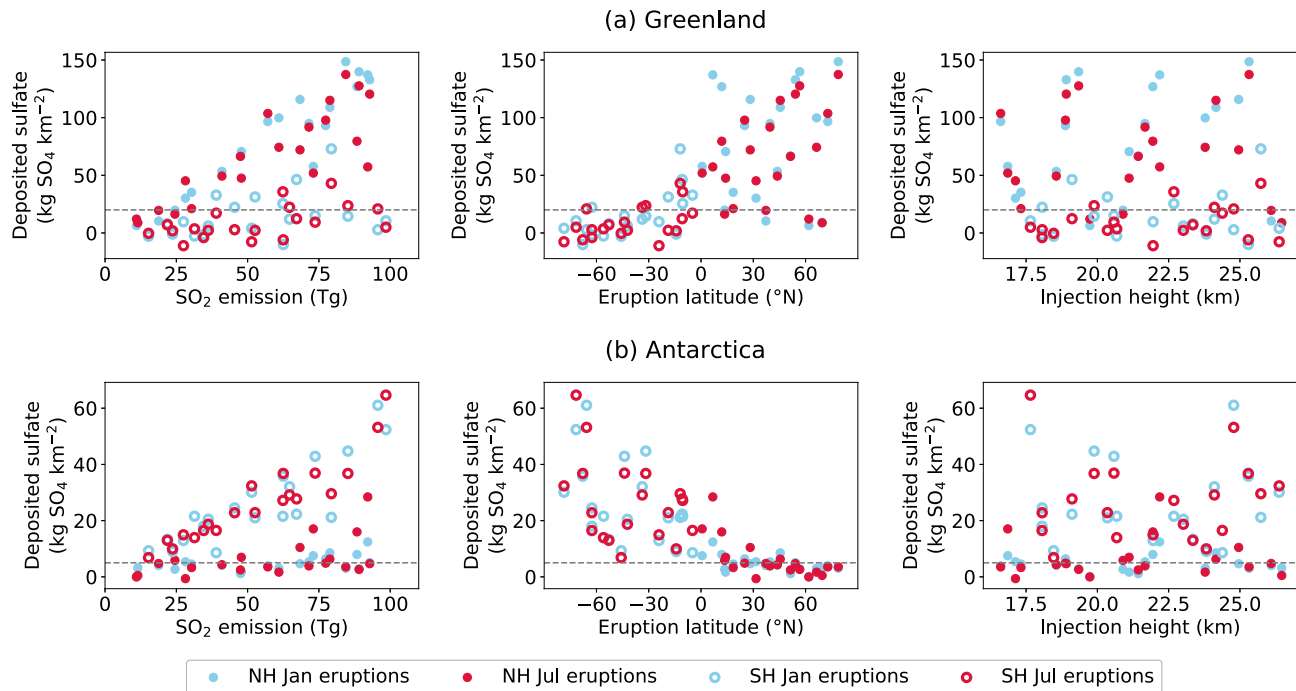 (a) Greenland
Deposited sulfate
(kg SO₄ km⁻²)
150
100
50
0
0 25 50 75 100
SO₂ emission (Tg)
Deposited sulfate
(kg SO₄ km⁻²)
150
100
50
0
−60 −30 0 30 60
Eruption latitude (°N)
Deposited sulfate
(kg SO₄ km⁻²)
150
100
50
0
17.5 20.0 22.5 25.0
Injection height (km)
(b) Antarctica
Deposited sulfate
(kg SO₄ km⁻²)
60
40
20
0
0 25 50 75 100
SO₂ emission (Tg)
Deposited sulfate
(kg SO₄ km⁻²)
60
40
20
0
−60 −30 0 30 60
Eruption latitude (°N)
Deposited sulfate
(kg SO₄ km⁻²)
60
40
20
0
17.5 20.0 22.5 25.0
Injection height (km)
NH Jan eruptions NH Jul eruptions SH Jan eruptions SH Jul eruptions